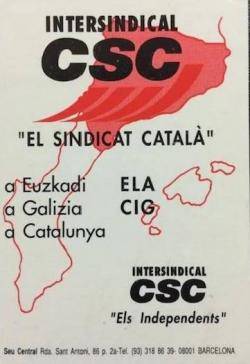 INTERSINDICAL
CSC
"EL SINDICAT CATALÀ"
a Euzkadi ELA
a Galizia CIG
a Catalunya
INTERSINDICAL
CSC
"Els Independents"
Seu Central Rda. Sant Antoni, 86 p. 2a-Tel. (93) 318 86 39- 08001 BARCELONA